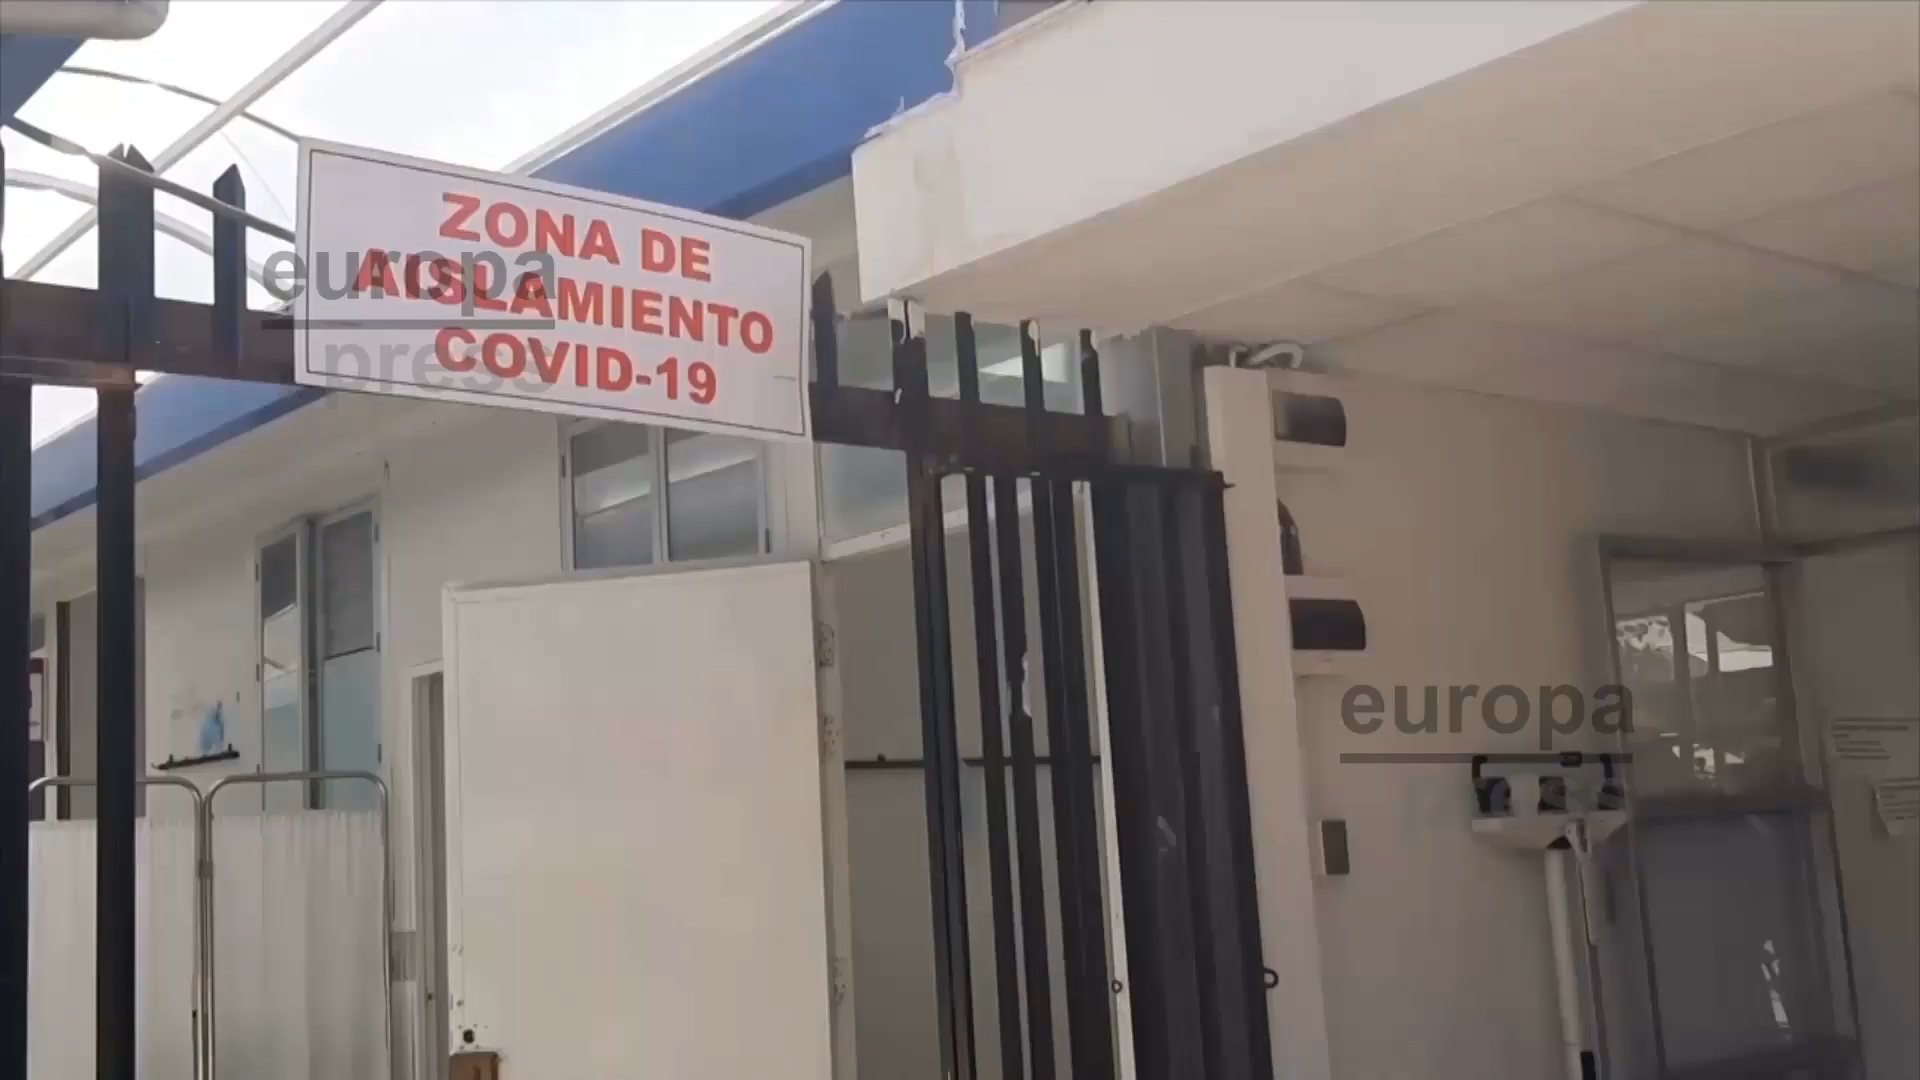 ZONA DE
AISLAMIENTO
COVID-19
europa
press
europa
press